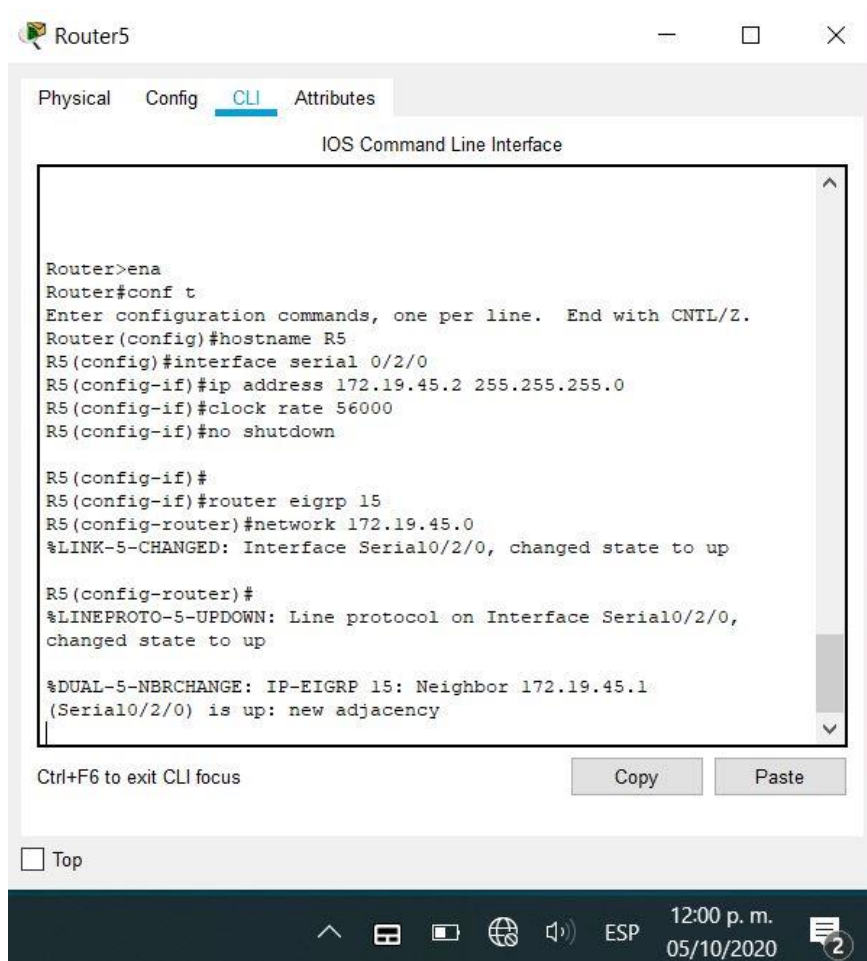 Router5
Physical Config CLI Attributes
IOS Command Line Interface
Router>ena
Router#conf t
Enter configuration commands, one per line.  End with CNTL/Z.
Router(config)#hostname R5
R5(config)#interface serial 0/2/0
R5(config-if)#ip address 172.19.45.2 255.255.255.0
R5(config-if)#clock rate 56000
R5(config-if)#no shutdown
R5(config-if)#
R5(config-if)#router eigrp 15
R5(config-router)#network 172.19.45.0
%LINK-5-CHANGED: Interface Serial0/2/0, changed state to up
R5(config-router)#
%LINEPROTO-5-UPDOWN: Line protocol on Interface Serial0/2/0,
changed state to up
%DUAL-5-NBRCHANGE: IP-EIGRP 15: Neighbor 172.19.45.1
(Serial0/2/0) is up: new adjacency
Ctrl+F6 to exit CLI focus
Copy Paste
Top
ESP
12:00 p. m.
05/10/2020
2